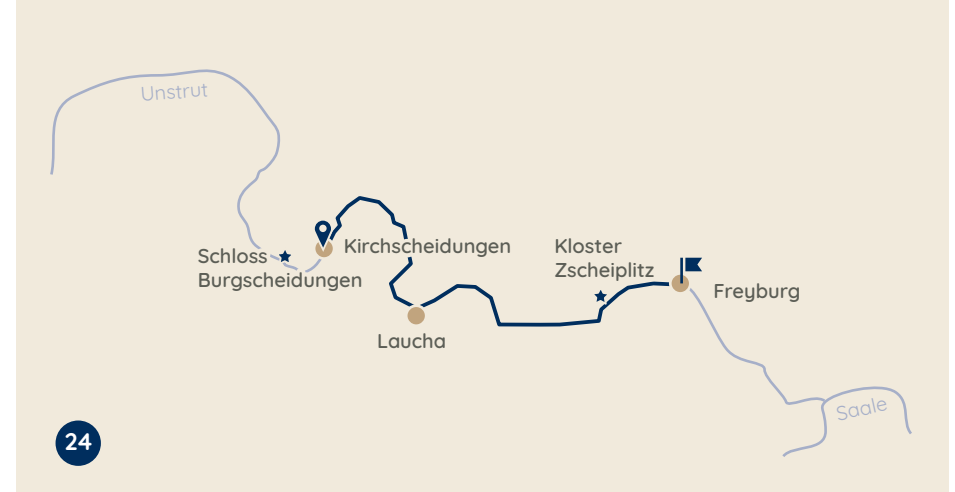 Unstrut
Schloss
Burgscheidungen
Kirchscheidungen
Kloster
Zscheiplitz
Freyburg
Laucha
Saale
24